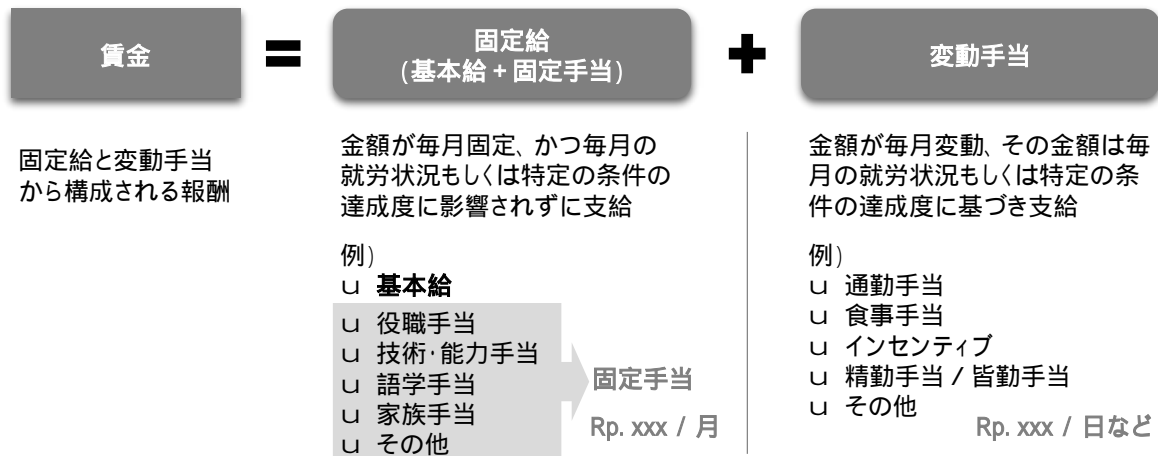 賃金
=
固定給
(基本給 + 固定手当)
+
変動手当
固定給と変動手当
から構成される報酬
金額が毎月固定、かつ毎月の
就労状況もしくは特定の条件の
達成度に影響されずに支給
例)
u 基本給
u 役職手当
u 技術・能力手当
u 語学手当
u 家族手当
u その他
固定手当
Rp. xxx / 月
金額が毎月変動、その金額は毎
月の就労状況もしくは特定の条
件の達成度に基づき支給
例)
u 通勤手当
u 食事手当
u インセンティブ
u 精勤手当 / 皆勤手当
u その他
Rp. xxx / 日など